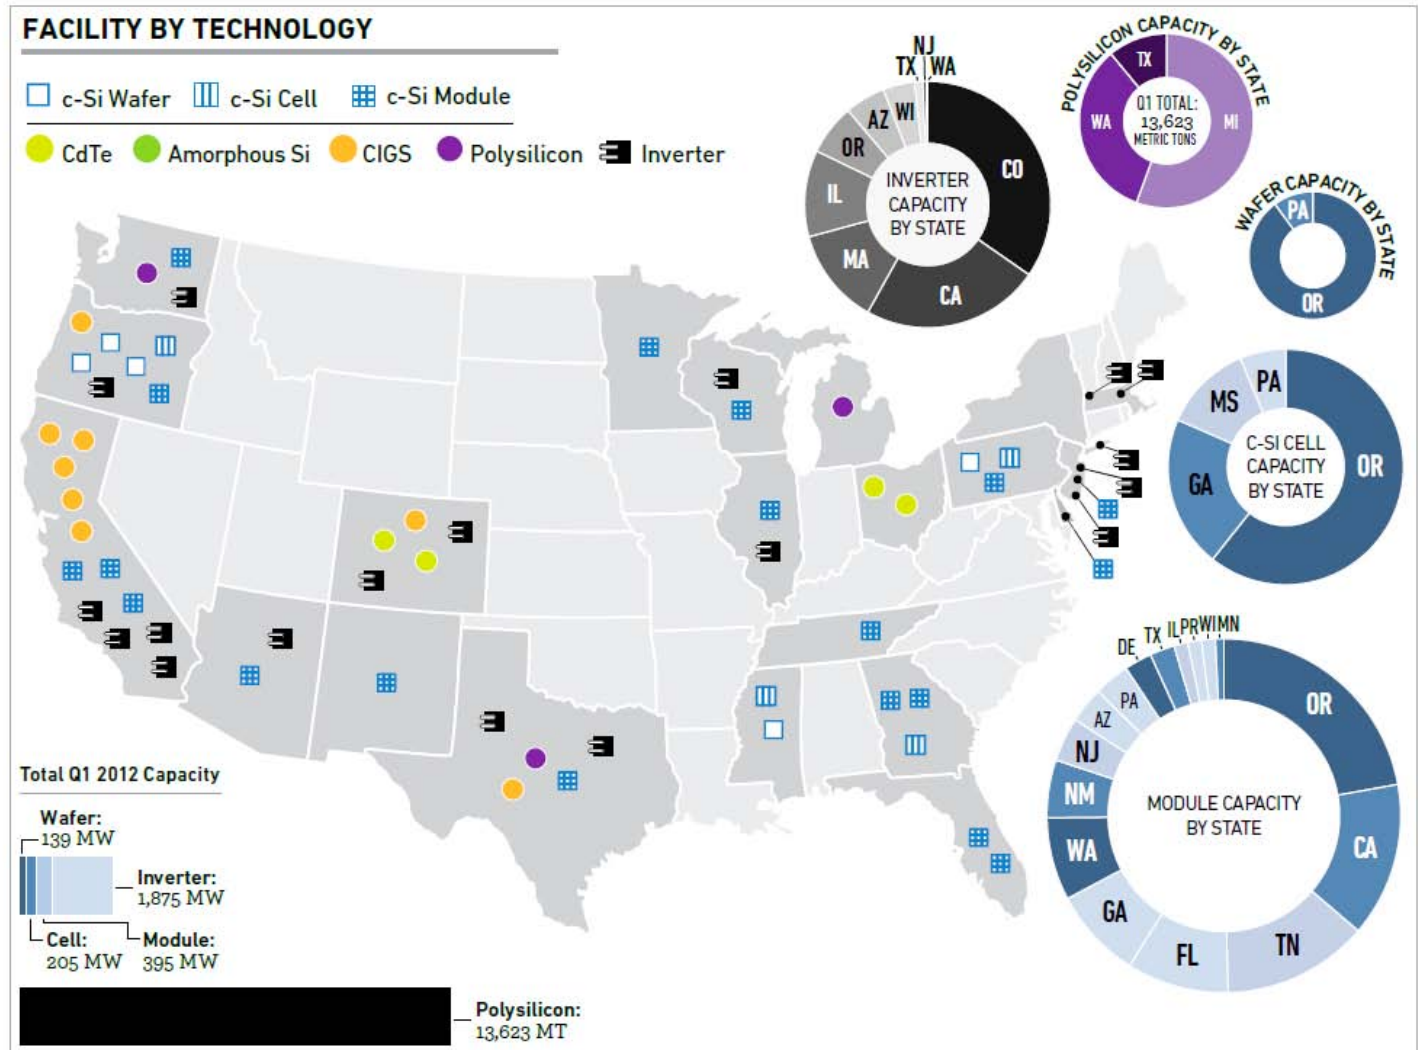 FACILITY BY TECHNOLOGY
c-Si Wafer
c-Si Cell
c-Si Module
CdTe
Amorphous Si
CIGS
Polysilicon
Inverter
NJ
TX
WA
WI
AZ
OR
IL
MA
CA
CO
INVERTER
CAPACITY
BY STATE
POLYSILICON CAPACITY BY STATE
TX
WA
MI
Q1 TOTAL:
13,623
METRIC TONS
WAFER CAPACITY BY STATE
PA
OR
PA
MS
GA
OR
C-SI CELL
CAPACITY
BY STATE
DE
TX
IL
PR
WI
MN
OR
CA
TN
FL
GA
WA
NM
NJ
AZ
PA
MODULE CAPACITY
BY STATE
Total Q1 2012 Capacity
Wafer:
139 MW
Inverter:
1,875 MW
Cell:
205 MW
Module:
395 MW
Polysilicon:
13,623 MT